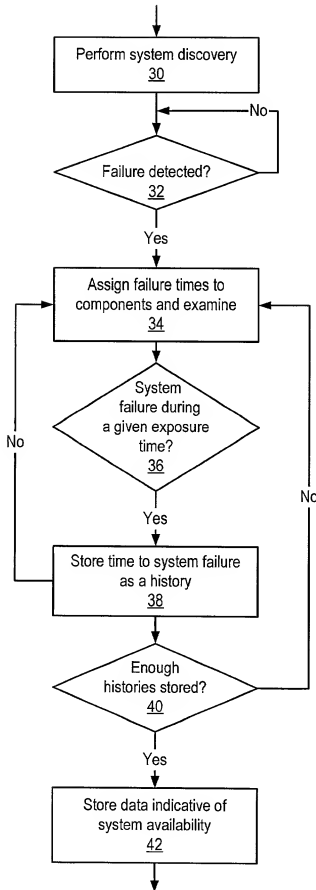 Perform system discovery
30
No
Failure detected?
32
Yes
Assign failure times to
components and examine
34
System
failure during
a given exposure
time?
36
No
No
Yes
Store time to system failure
as a history
38
Enough
histories stored?
40
Yes
Store data indicative of
system availability
42